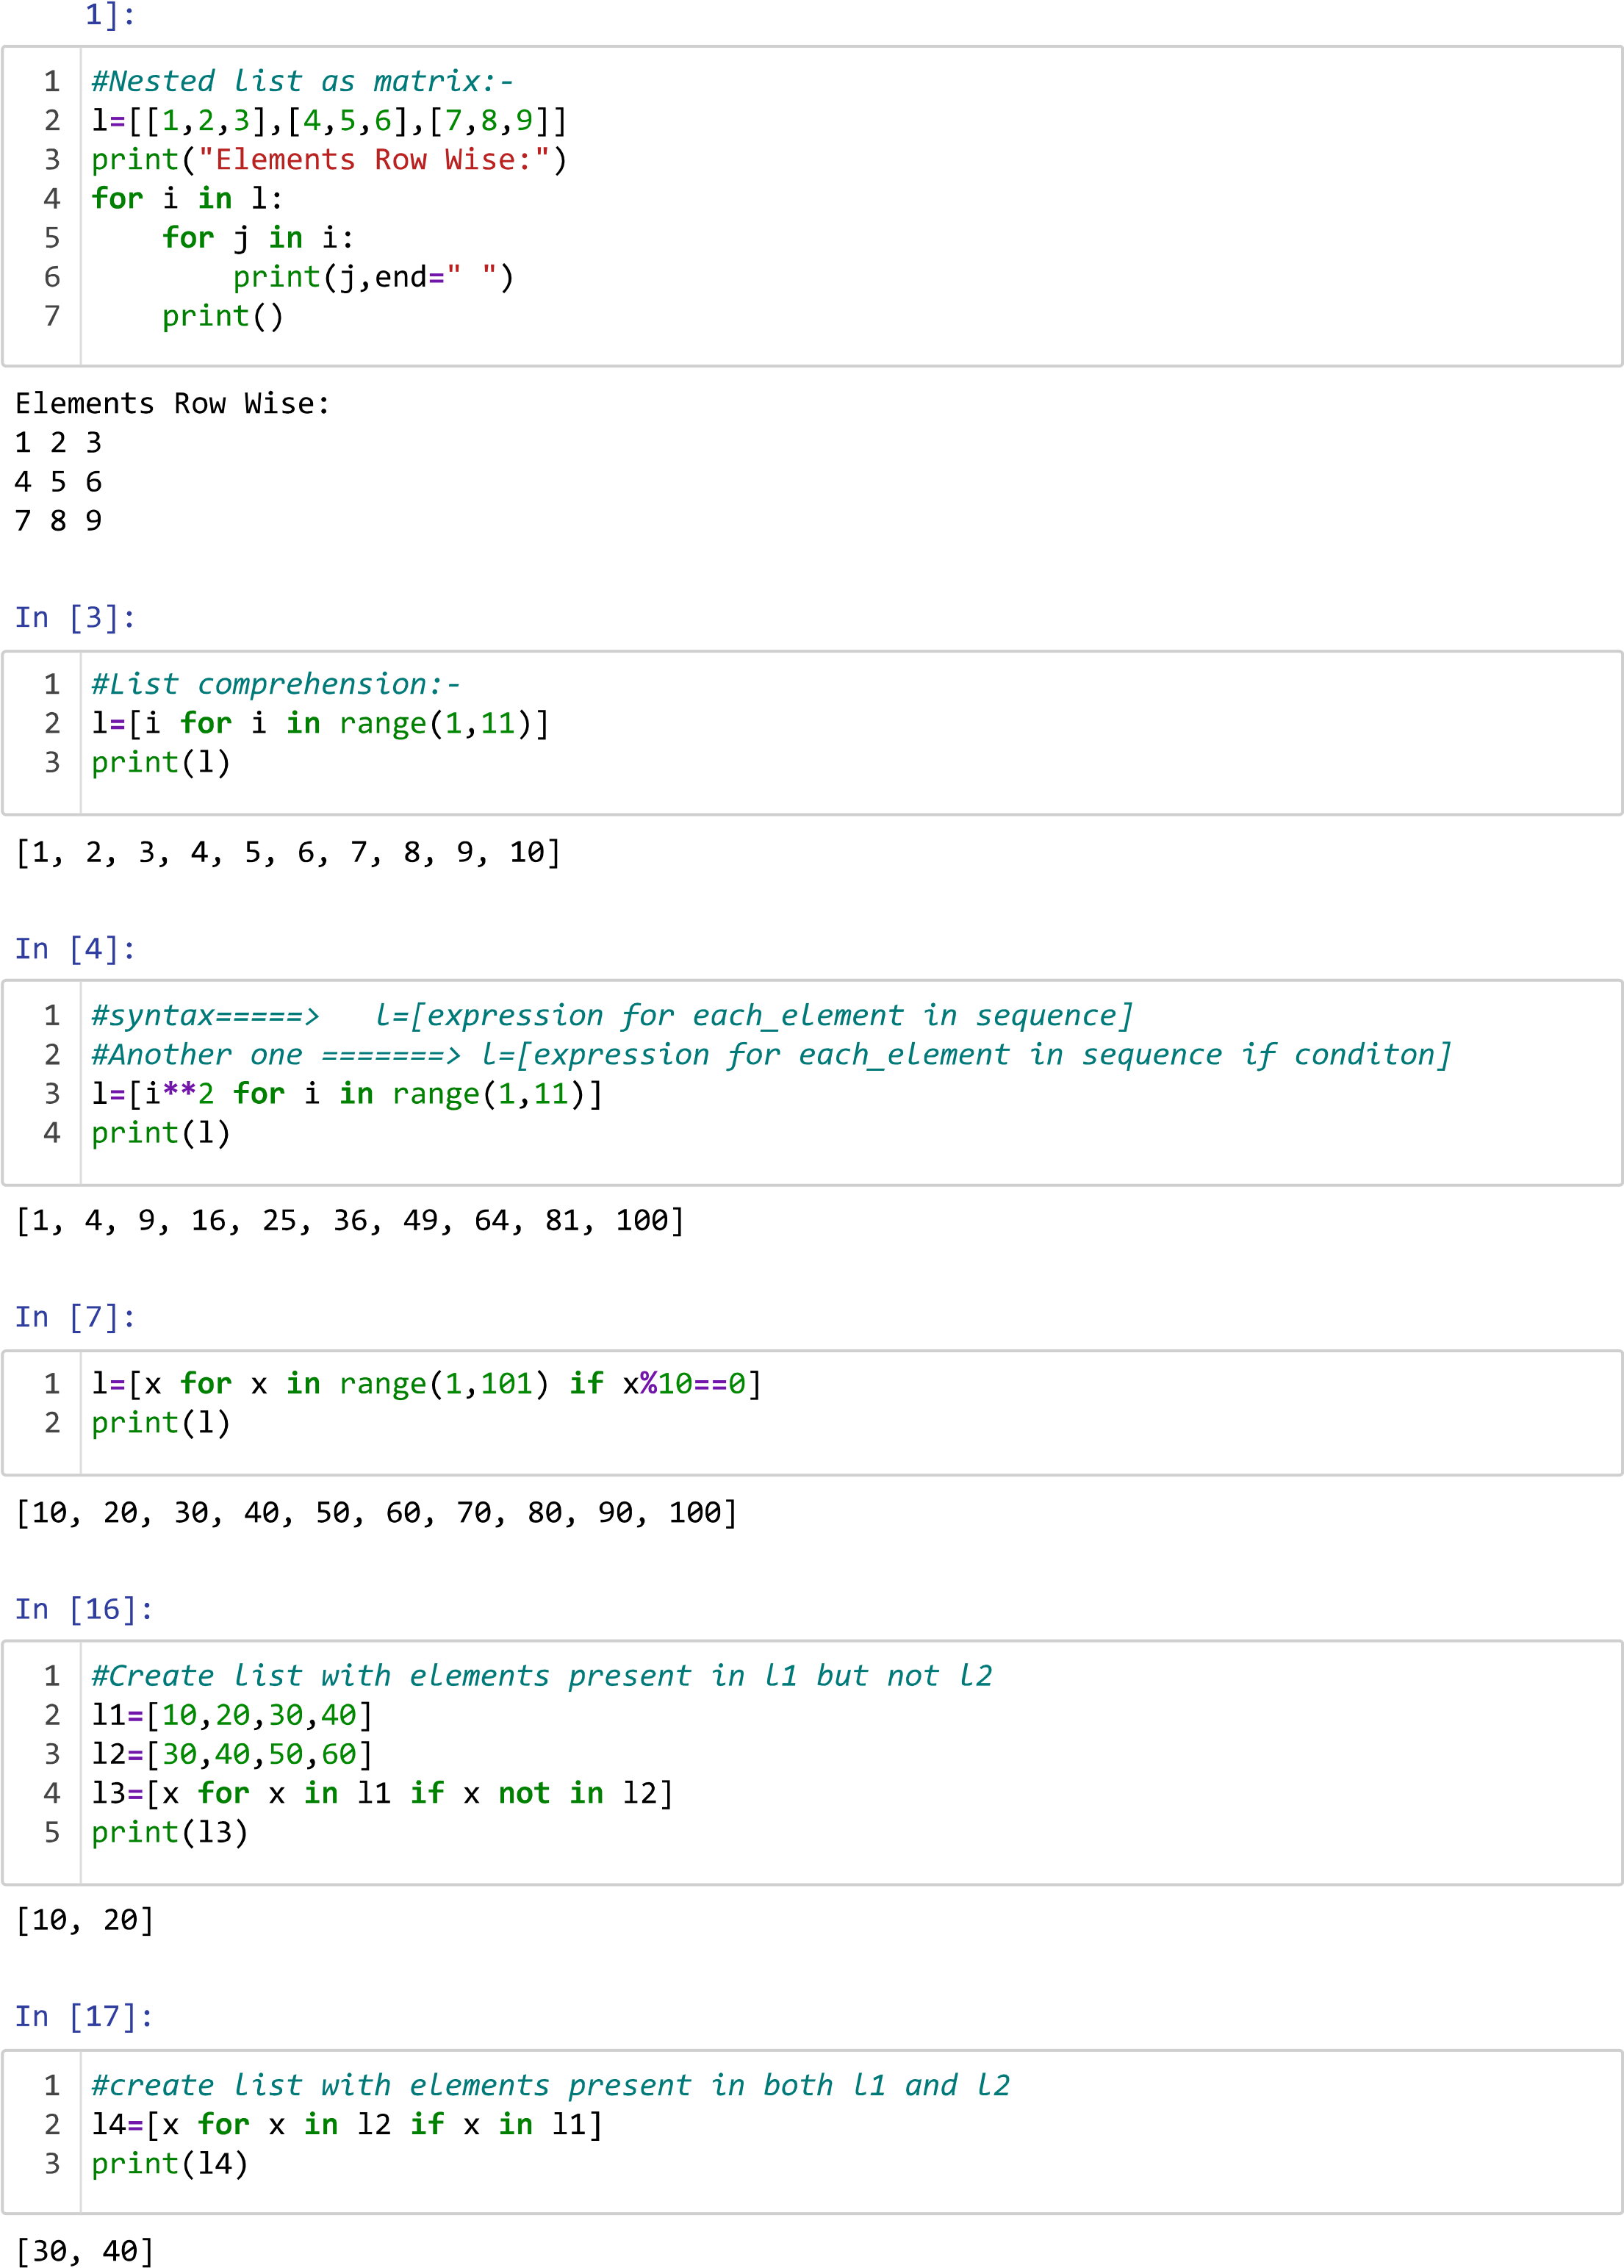 1]:
1 #Nested list as matrix:-
2 l=[[1,2,3],[4,5,6],[7,8,9]]
3 print("Elements Row Wise:")
4 for i in l:
5     for j in i:
6         print(j,end=" ")
7     print()
Elements Row Wise:
1 2 3
4 5 6
7 8 9
In [3]:
1 #List comprehension:-
2 l=[i for i in range(1,11)]
3 print(l)
[1, 2, 3, 4, 5, 6, 7, 8, 9, 10]
In [4]:
1 #syntax=====>   l=[expression for each_element in sequence]
2 #Another one =======> l=[expression for each_element in sequence if conditon]
3 l=[i**2 for i in range(1,11)]
4 print(l)
[1, 4, 9, 16, 25, 36, 49, 64, 81, 100]
In [7]:
1 l=[x for x in range(1,101) if x%10==0]
2 print(l)
[10, 20, 30, 40, 50, 60, 70, 80, 90, 100]
In [16]:
1 #Create list with elements present in l1 but not l2
2 l1=[10,20,30,40]
3 l2=[30,40,50,60]
4 l3=[x for x in l1 if x not in l2]
5 print(l3)
[10, 20]
In [17]:
1 #create list with elements present in both l1 and l2
2 l4=[x for x in l2 if x in l1]
3 print(l4)
[30, 40]